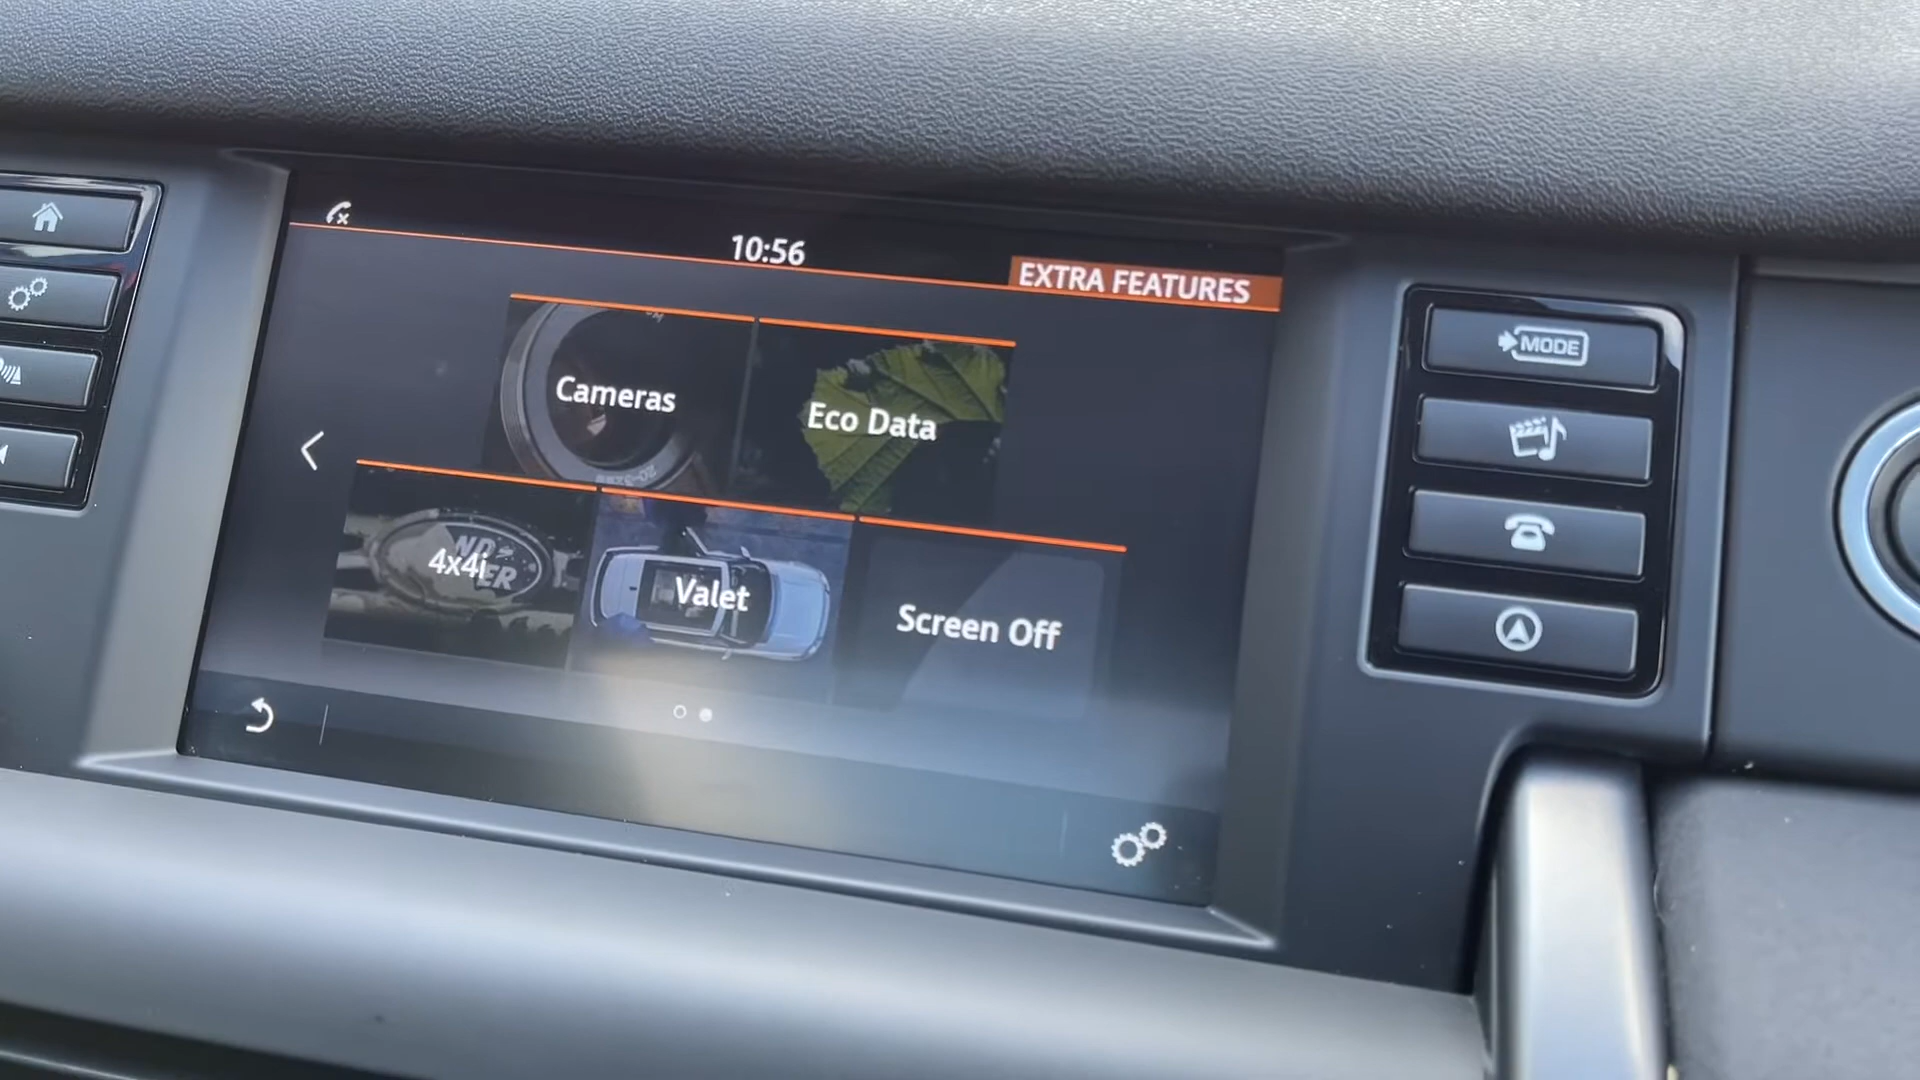 10:56
EXTRA FEATURES
Cameras
Eco Data
4x4i
Valet
Screen Off
MODE